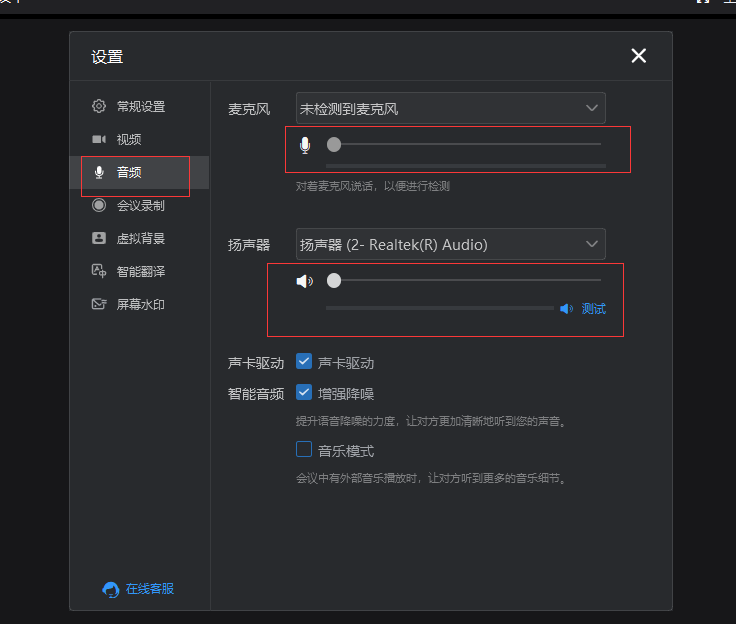 设置
常规设置
视频
音频
会议录制
虚拟背景
智能翻译
屏幕水印
在线客服
麦克风
未检测到麦克风
对着麦克风说话，以便进行检测
扬声器
扬声器 (2- Realtek(R) Audio)
测试
声卡驱动
声卡驱动
智能音频
增强降噪
提升语音降噪的力度，让对方更加清晰地听到您的声音。
音乐模式
会议中有外部音乐播放时，让对方听到更多的音乐细节。